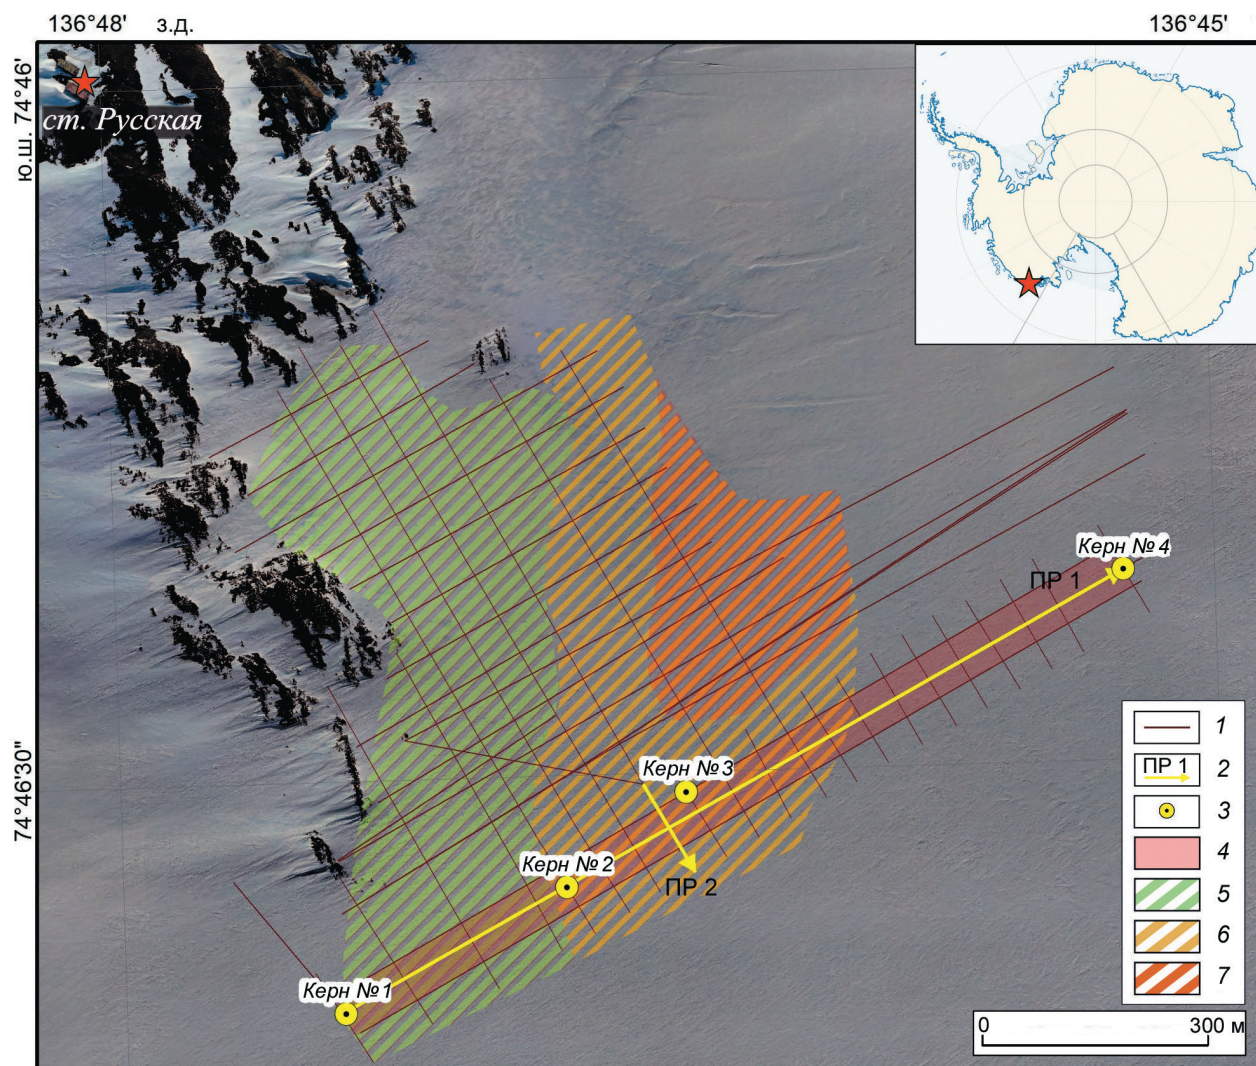 136°48'
з.д.
136°45'
ю.ш. 74°46'
ст. Русская
Керн № 4
ПР 1
74°46'30"
Керн № 3
Керн № 2
ПР 2
Керн № 1
1
ПР 1
2
3
4
5
6
7
0
300 м